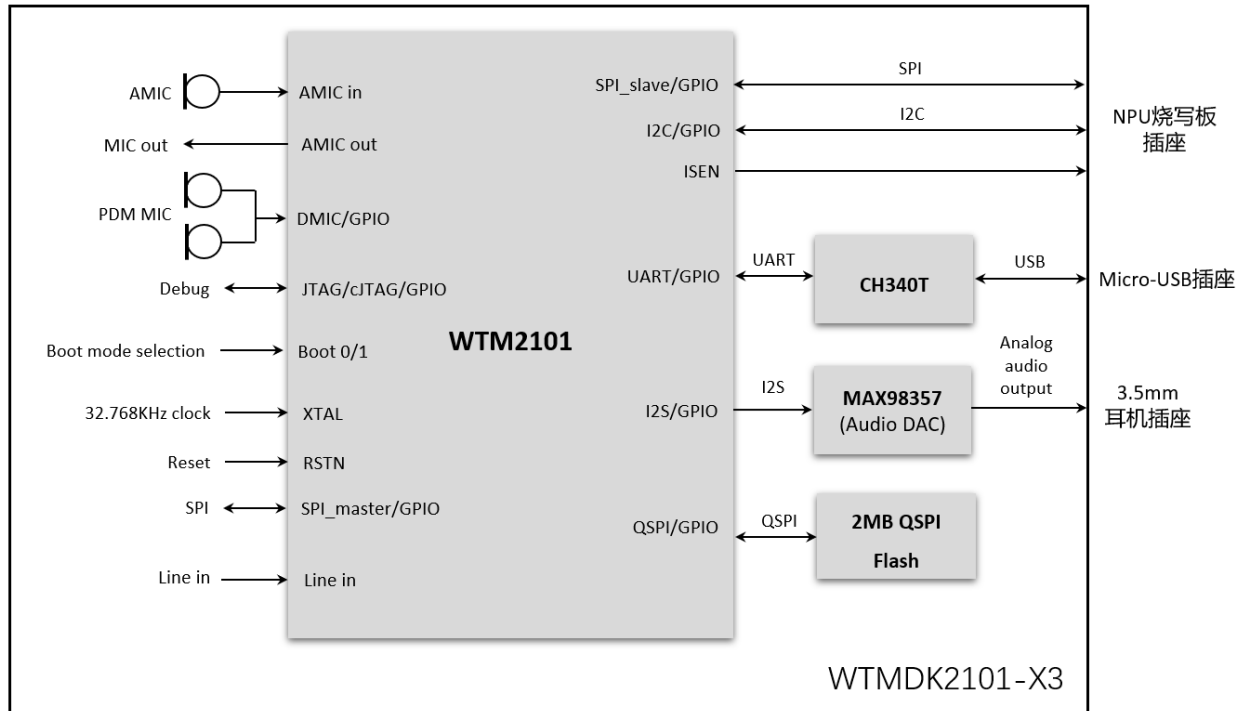 AMIC
AMIC in
MIC out
AMIC out
PDM MIC
DMIC/GPIO
Debug
JTAG/cJTAG/GPIO
Boot mode selection
Boot 0/1
32.768KHz clock
XTAL
Reset
RSTN
SPI
SPI_master/GPIO
Line in
Line in
WTM2101
SPI_slave/GPIO
SPI
I2C/GPIO
I2C
ISEN
NPU烧写板
插座
UART/GPIO
UART
CH340T
USB
Micro-USB插座
I2S/GPIO
I2S
MAX98357
(Audio DAC)
Analog
audio
output
3.5mm
耳机插座
QSPI/GPIO
QSPI
2MB QSPI
Flash
WTMDK2101-X3